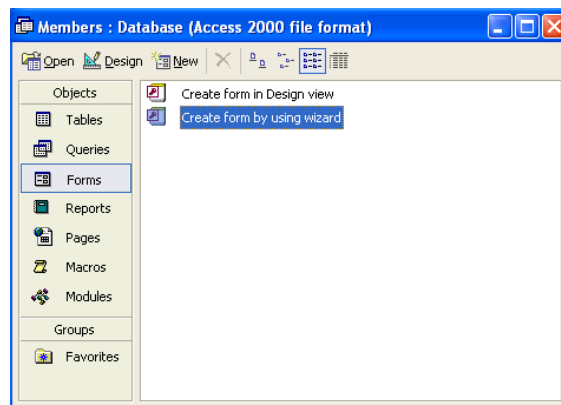 Members : Database (Access 2000 file format)
Open Design New
Objects
Tables
Queries
Forms
Reports
Pages
Macros
Modules
Groups
Favorites
Create form in Design view
Create form by using wizard